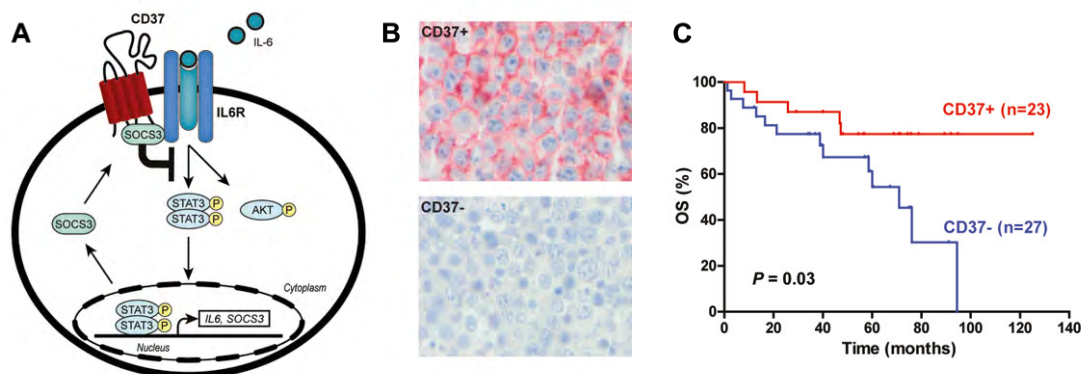 A
CD37
IL-6
IL6R
SOCS3
STAT3 P
STAT3 P
AKT P
SOCS3
Cytoplasm
STAT3 P
STAT3 P
IL6, SOCS3
Nucleus
B
CD37+
CD37-
C
100
80
60
40
20
0
OS (%)
CD37+ (n=23)
CD37- (n=27)
P = 0.03
0 20 40 60 80 100 120 140
Time (months)